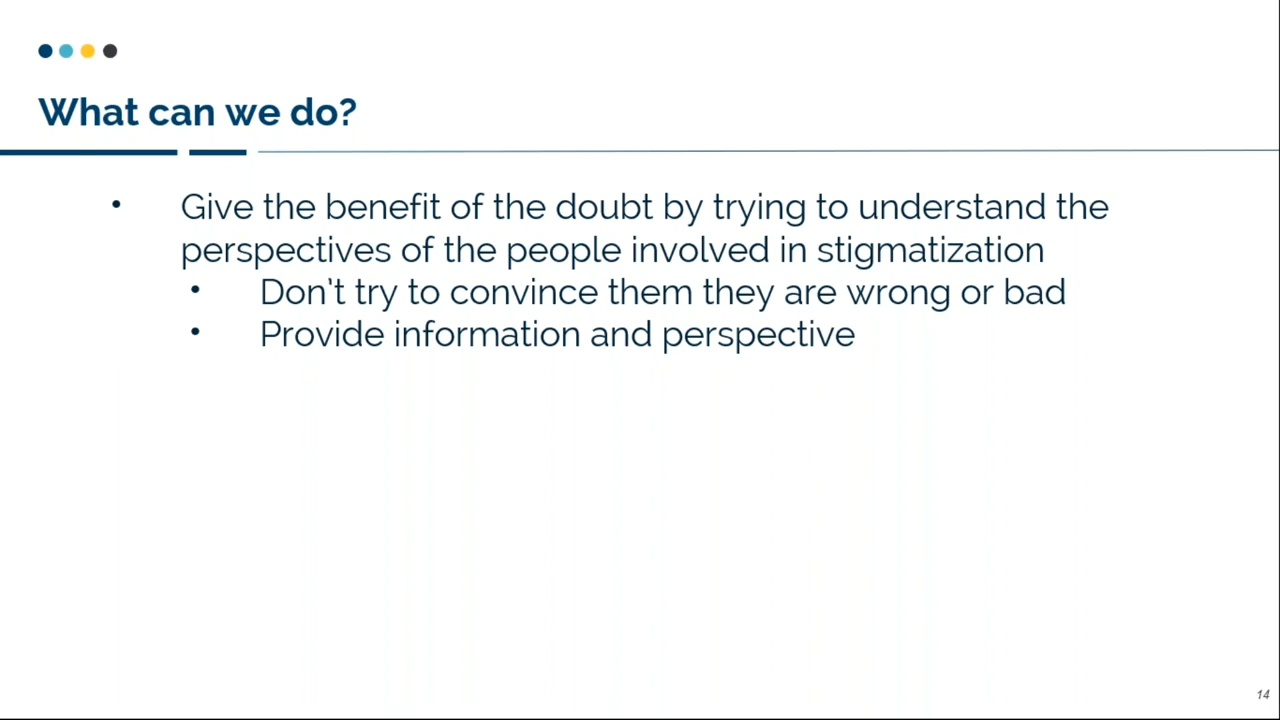 What can we do?
• Give the benefit of the doubt by trying to understand the
perspectives of the people involved in stigmatization
• Don't try to convince them they are wrong or bad
• Provide information and perspective
14